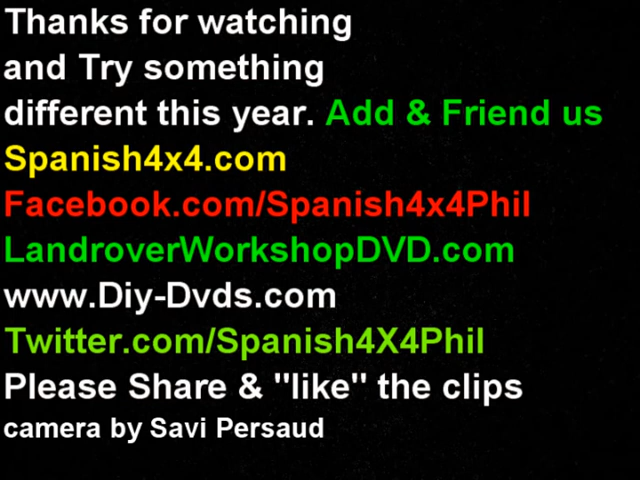 Thanks for watching
and Try something
different this year. Add & Friend us
Spanish4x4.com
Facebook.com/Spanish4x4Phil
LandroverWorkshopDVD.com
www.Diy-Dvds.com
Twitter.com/Spanish4X4Phil
Please Share & "like" the clips
camera by Savi Persaud